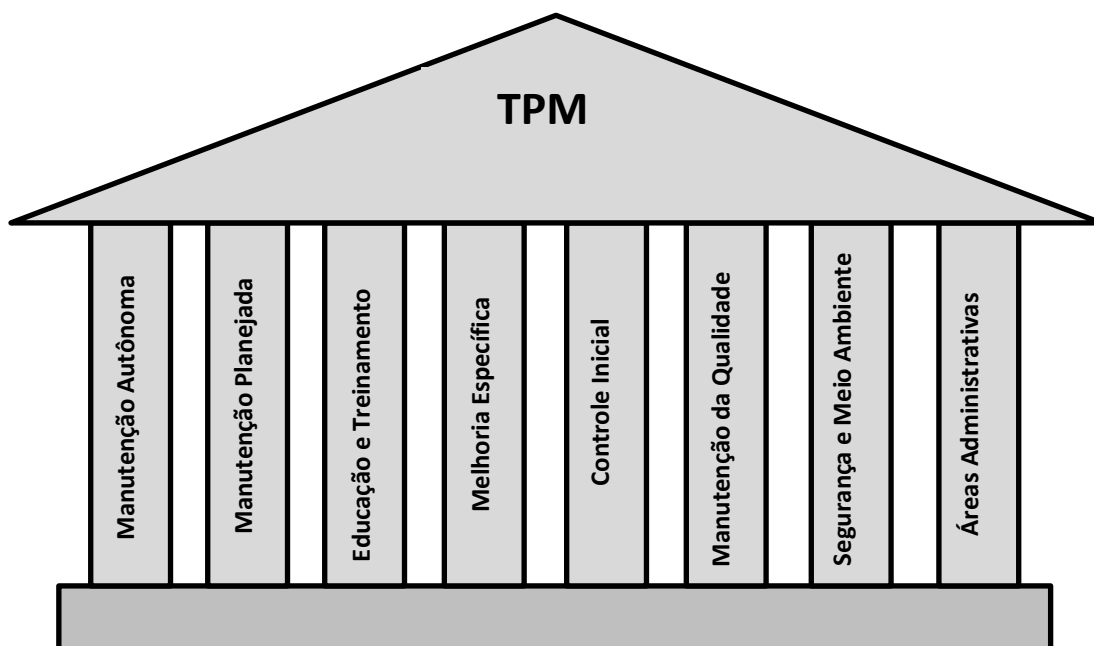 TPM
Manutenção Autônoma
Manutenção Planejada
Educação e Treinamento
Melhoria Específica
Controle Inicial
Manutenção da Qualidade
Segurança e Meio Ambiente
Áreas Administrativas